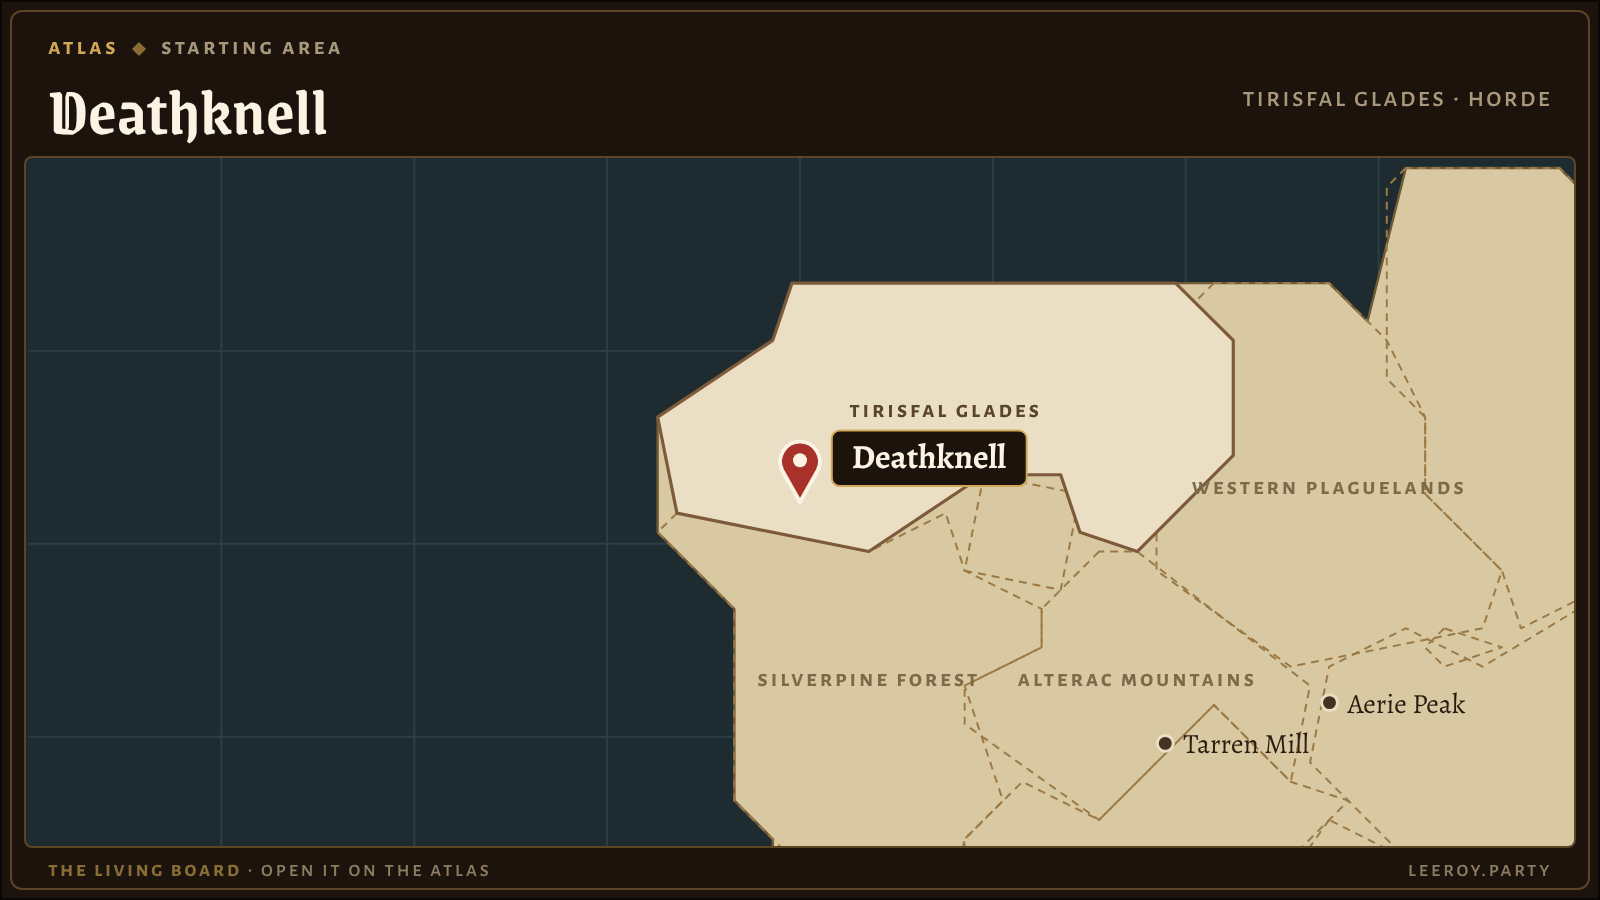 ATLAS ◆ STARTING AREA
Deathknell
TIRISFAL GLADES · HORDE
TIRISFAL GLADES
Deathknell
WESTERN PLAGUELANDS
SILVERPINE FOREST
ALTERAC MOUNTAINS
Aerie Peak
Tarren Mill
THE LIVING BOARD · OPEN IT ON THE ATLAS
LEEROY.PARTY